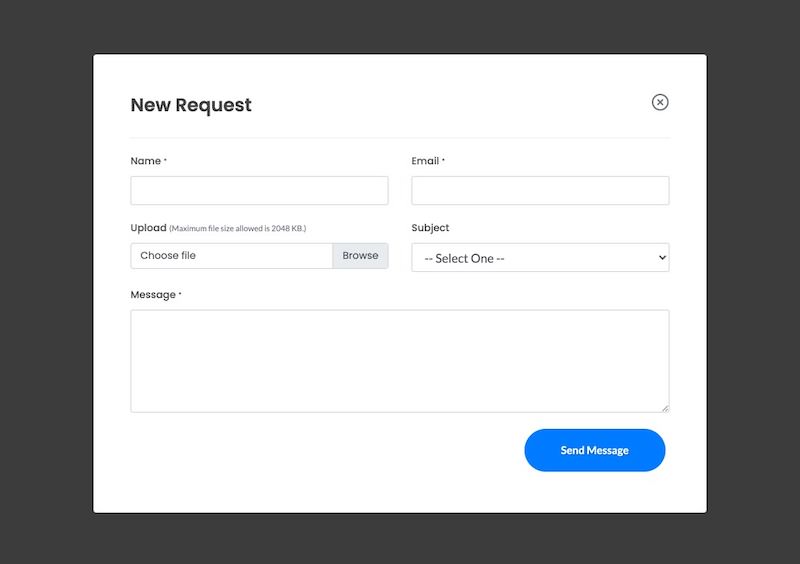 New Request
Name *
Email *
Upload (Maximum file size allowed is 2048 KB.)
Subject
Choose file
Browse
-- Select One --
Message *
Send Message